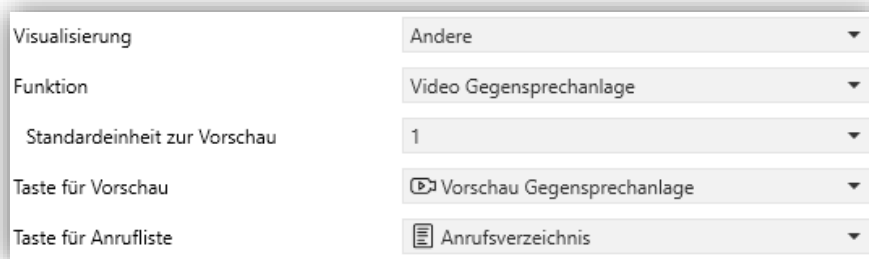 Visualisierung Andere
Funktion Video Gegensprechanlage
Standardeinheit zur Vorschau 1
Taste für Vorschau Vorschau Gegensprechanlage
Taste für Anrufliste Anrufsverzeichnis